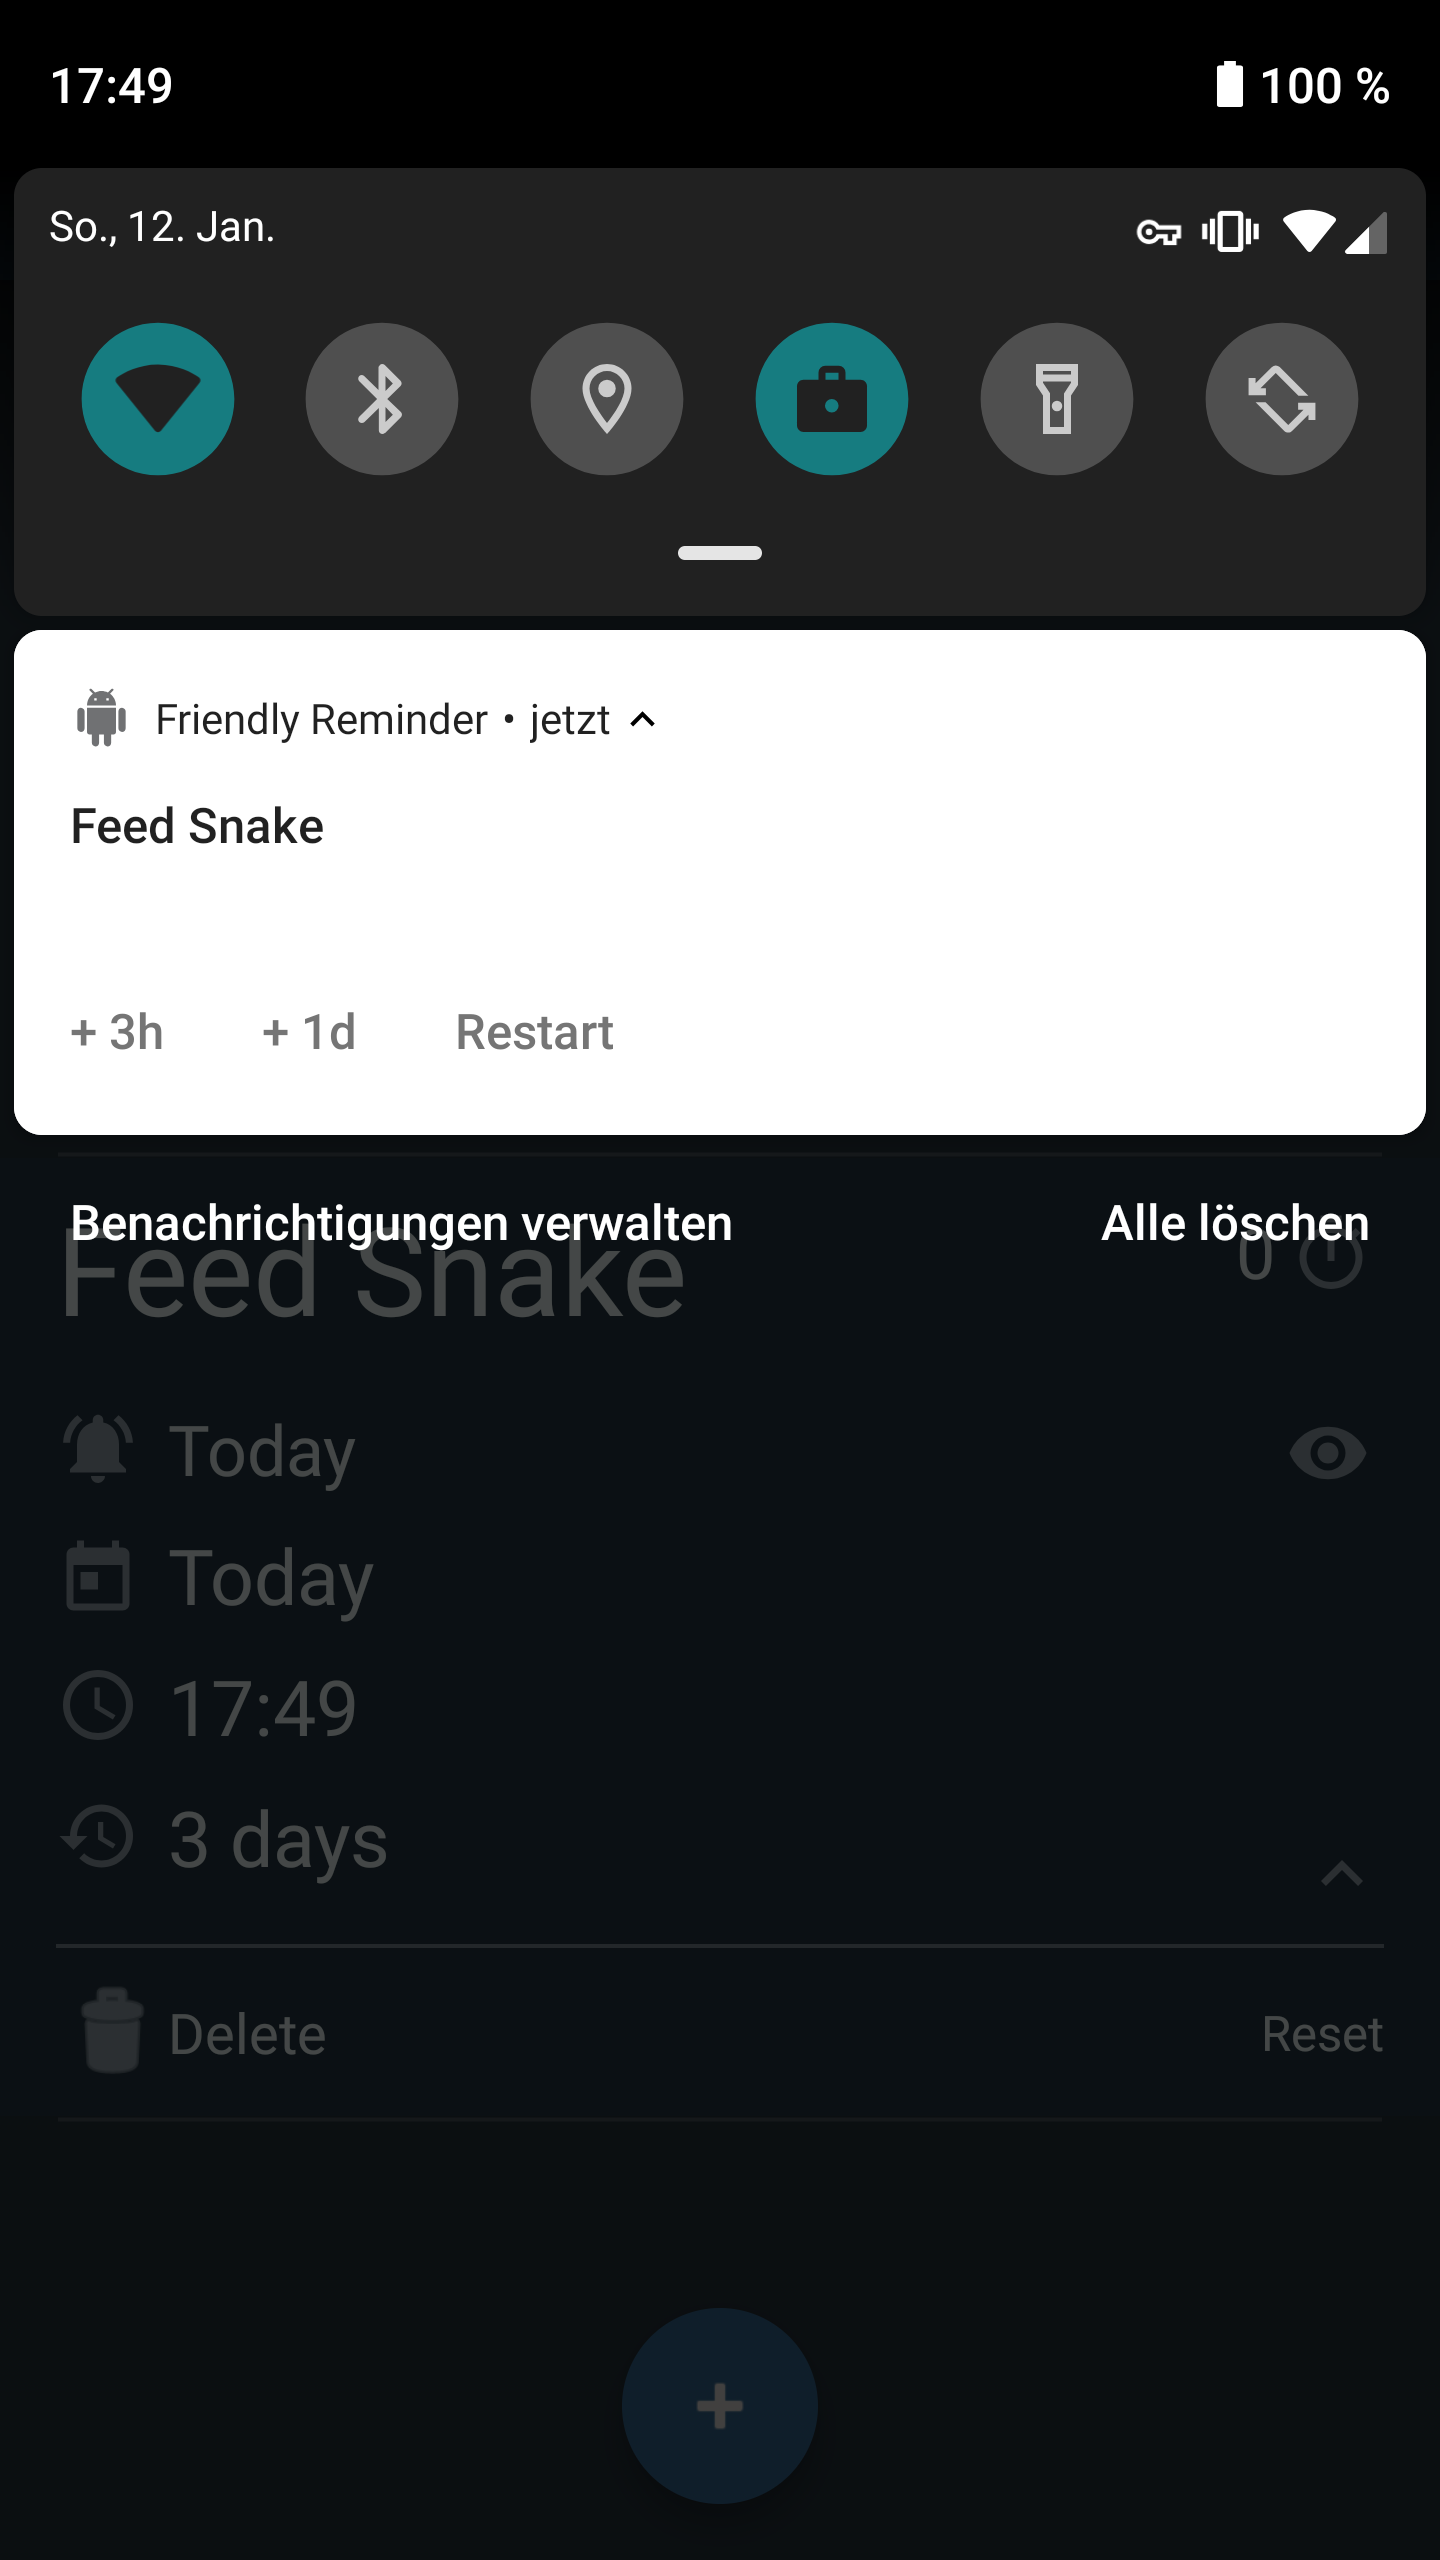 17:49 100 %
So., 12. Jan.
Friendly Reminder • jetzt
Feed Snake
+ 3h + 1d Restart
Benachrichtigungen verwalten Alle löschen
Feed Snake 0
Today
Today
17:49
3 days
Delete Reset